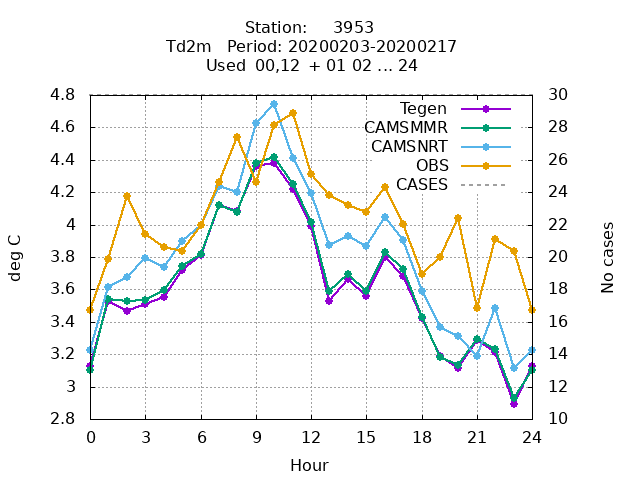 Station: 3953
Td2m Period: 20200203-20200217
Used 00,12 + 01 02 ... 24
4.8
4.6
4.4
4.2
4
3.8
3.6
3.4
3.2
3
2.8
30
28
26
24
22
20
18
16
14
12
10
Tegen
CAMSMMR
CAMSNRT
OBS
CASES
deg C
No cases
0 3 6 9 12 15 18 21 24
Hour